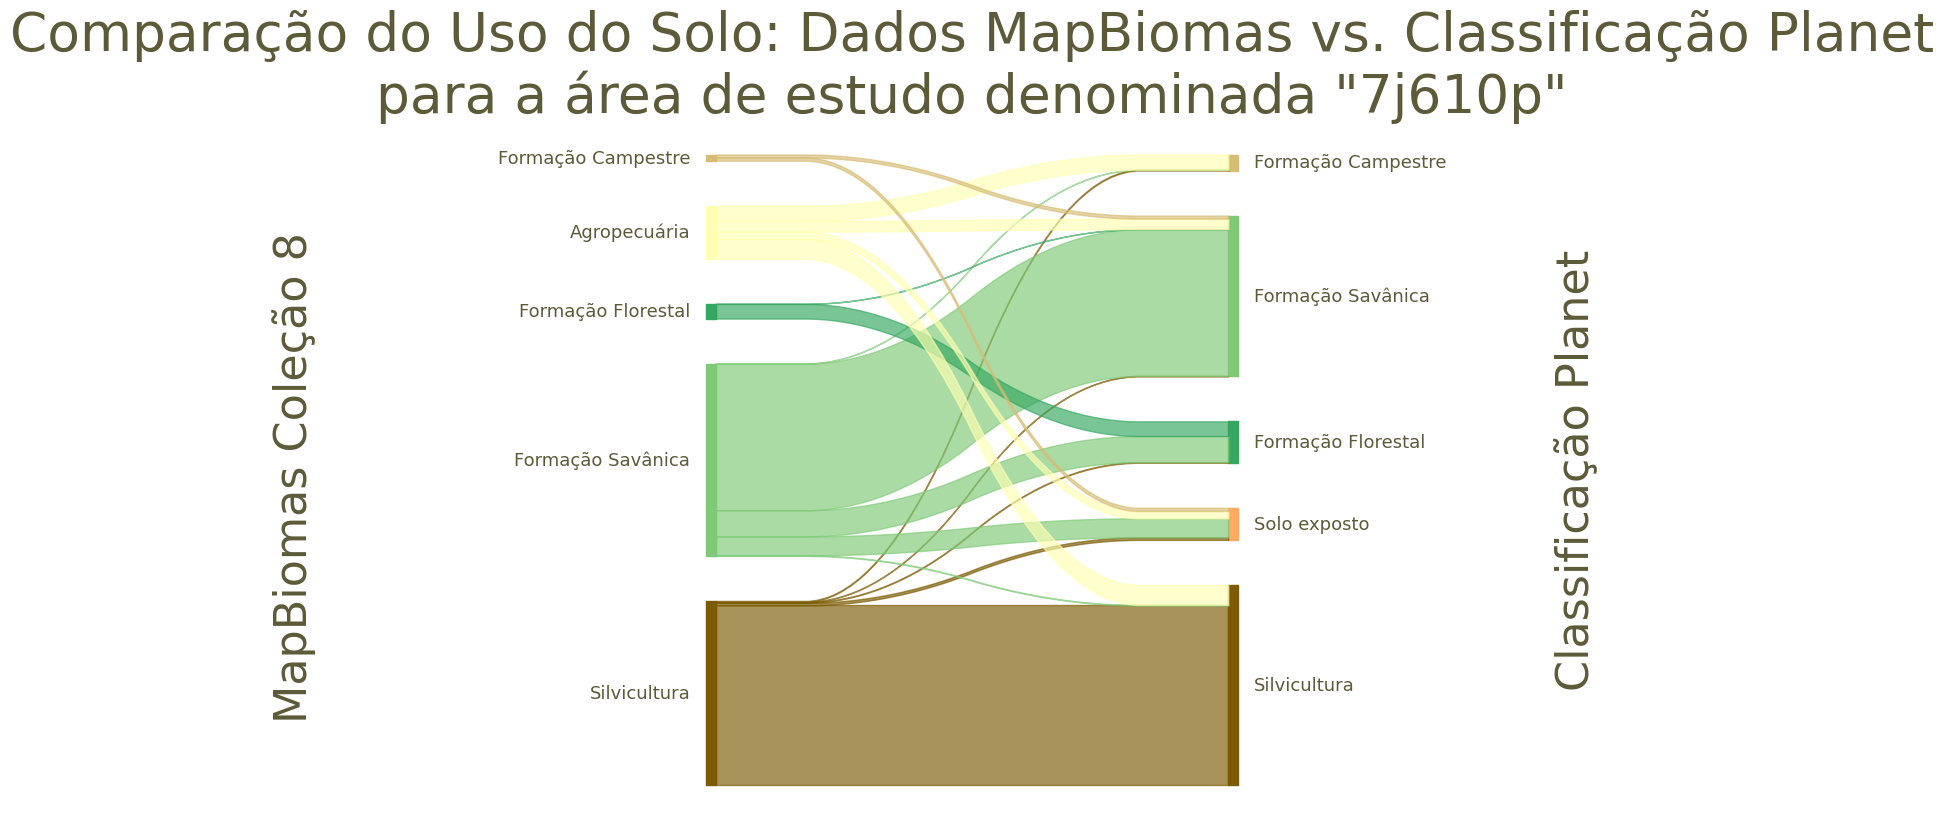 Comparação do Uso do Solo: Dados MapBiomas vs. Classificação Planet
para a área de estudo denominada "7j610p"
MapBiomas Coleção 8
Formação Campestre
Agropecuária
Formação Florestal
Formação Savânica
Silvicultura
Formação Campestre
Formação Savânica
Formação Florestal
Solo exposto
Silvicultura
Classificação Planet